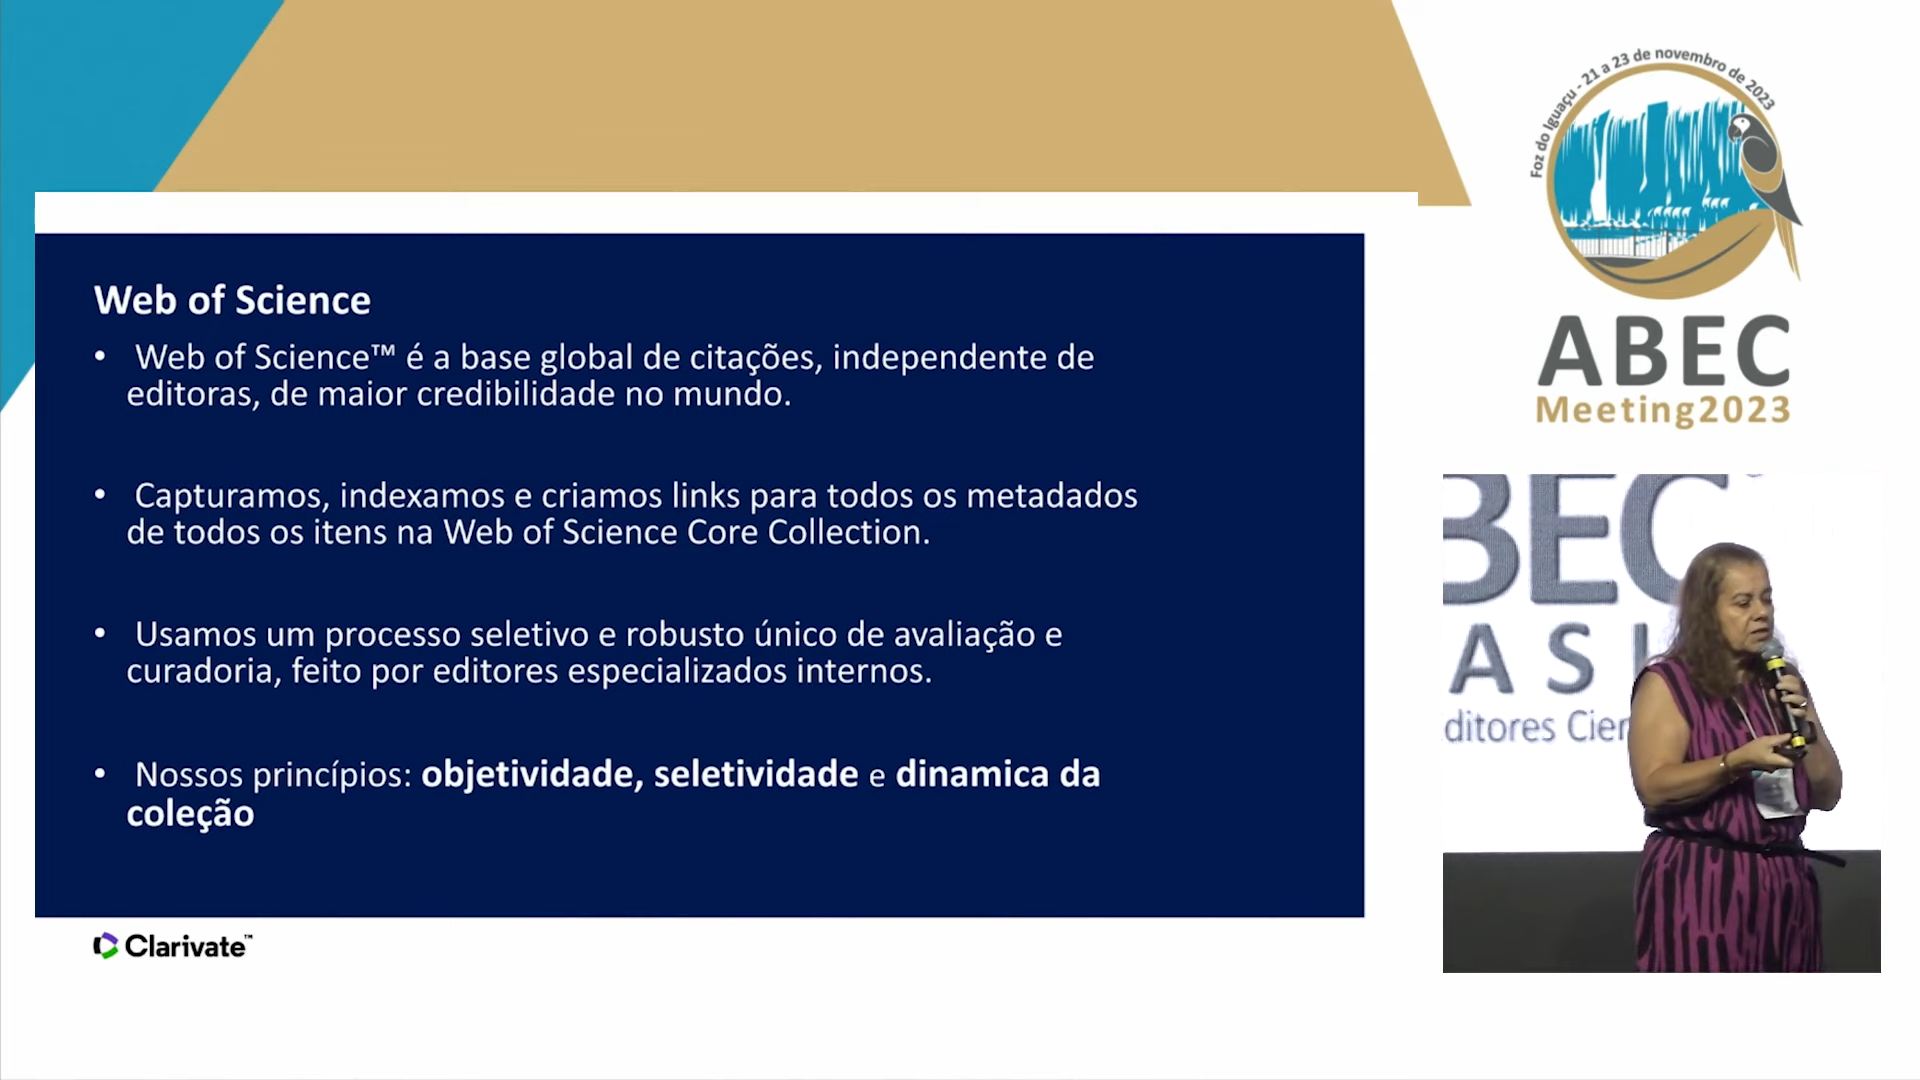 Foz do Iguaçu - 21 a 23 de novembro de 2023
ABEC
Meeting2023
Web of Science
• Web of Science™ é a base global de citações, independente de
editoras, de maior credibilidade no mundo.
• Capturamos, indexamos e criamos links para todos os metadados
de todos os itens na Web of Science Core Collection.
• Usamos um processo seletivo e robusto único de avaliação e
curadoria, feito por editores especializados internos.
• Nossos princípios: objetividade, seletividade e dinamica da
coleção
Clarivate™
BEC
ASI
ditores Cien